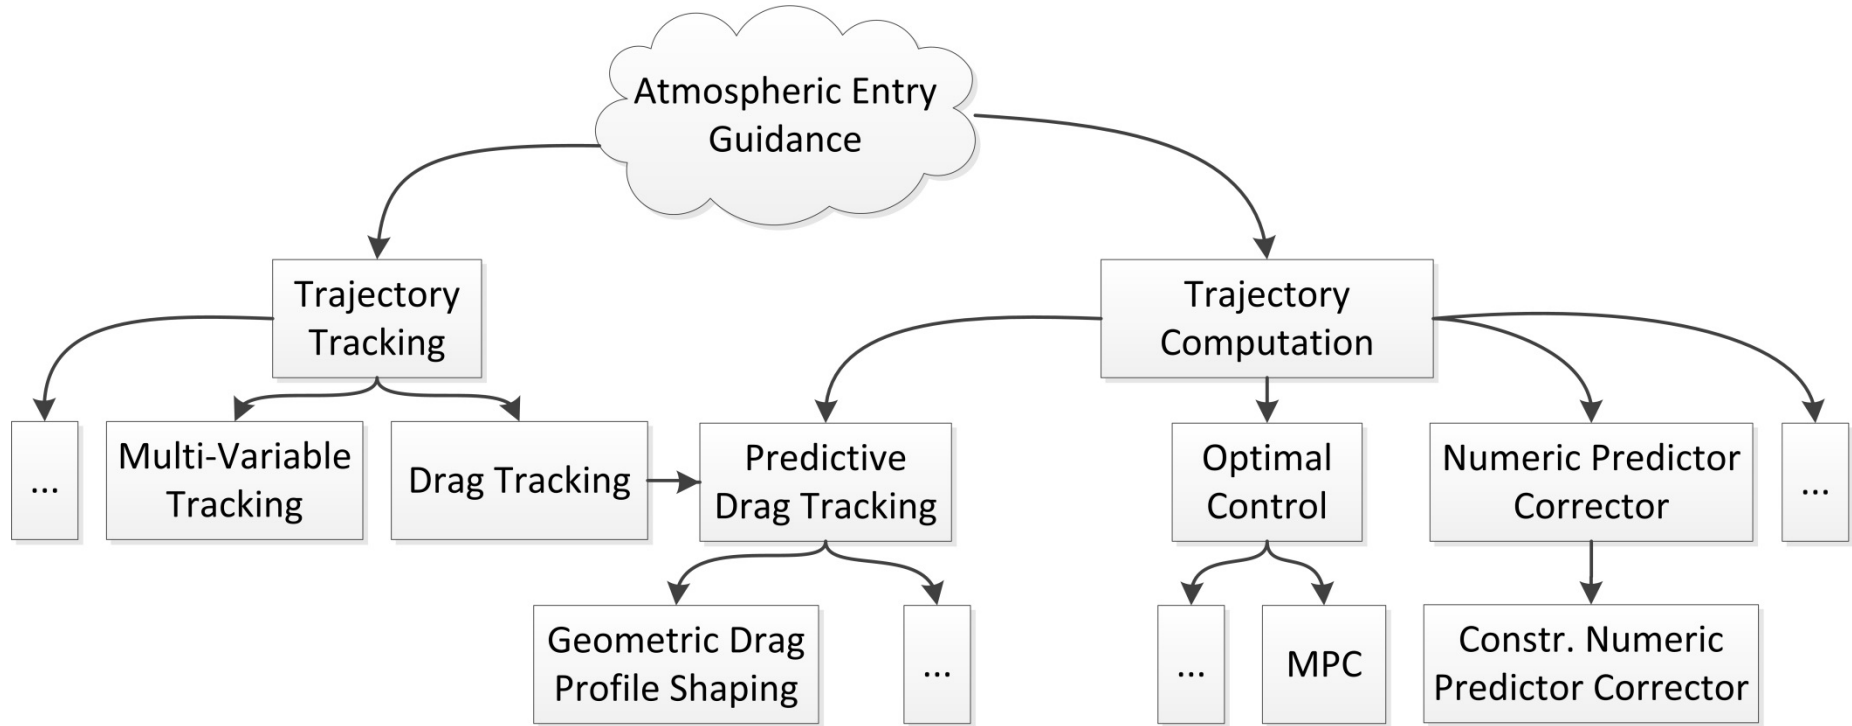 Atmospheric Entry
Guidance
Trajectory
Tracking
Trajectory
Computation
...
Multi-Variable
Tracking
Drag Tracking
Predictive
Drag Tracking
Optimal
Control
Numeric Predictor
Corrector
...
Geometric Drag
Profile Shaping
...
...
MPC
Constr. Numeric
Predictor Corrector